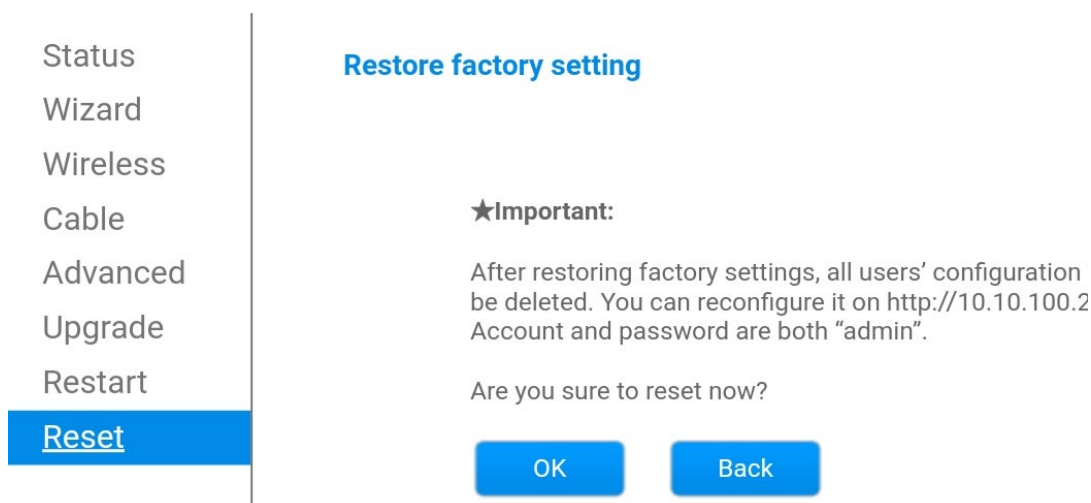 Status
Wizard
Wireless
Cable
Advanced
Upgrade
Restart
Reset
Restore factory setting
★Important:
After restoring factory settings, all users’ configuration
be deleted. You can reconfigure it on http://10.10.100.2
Account and password are both “admin”.
Are you sure to reset now?
OK Back